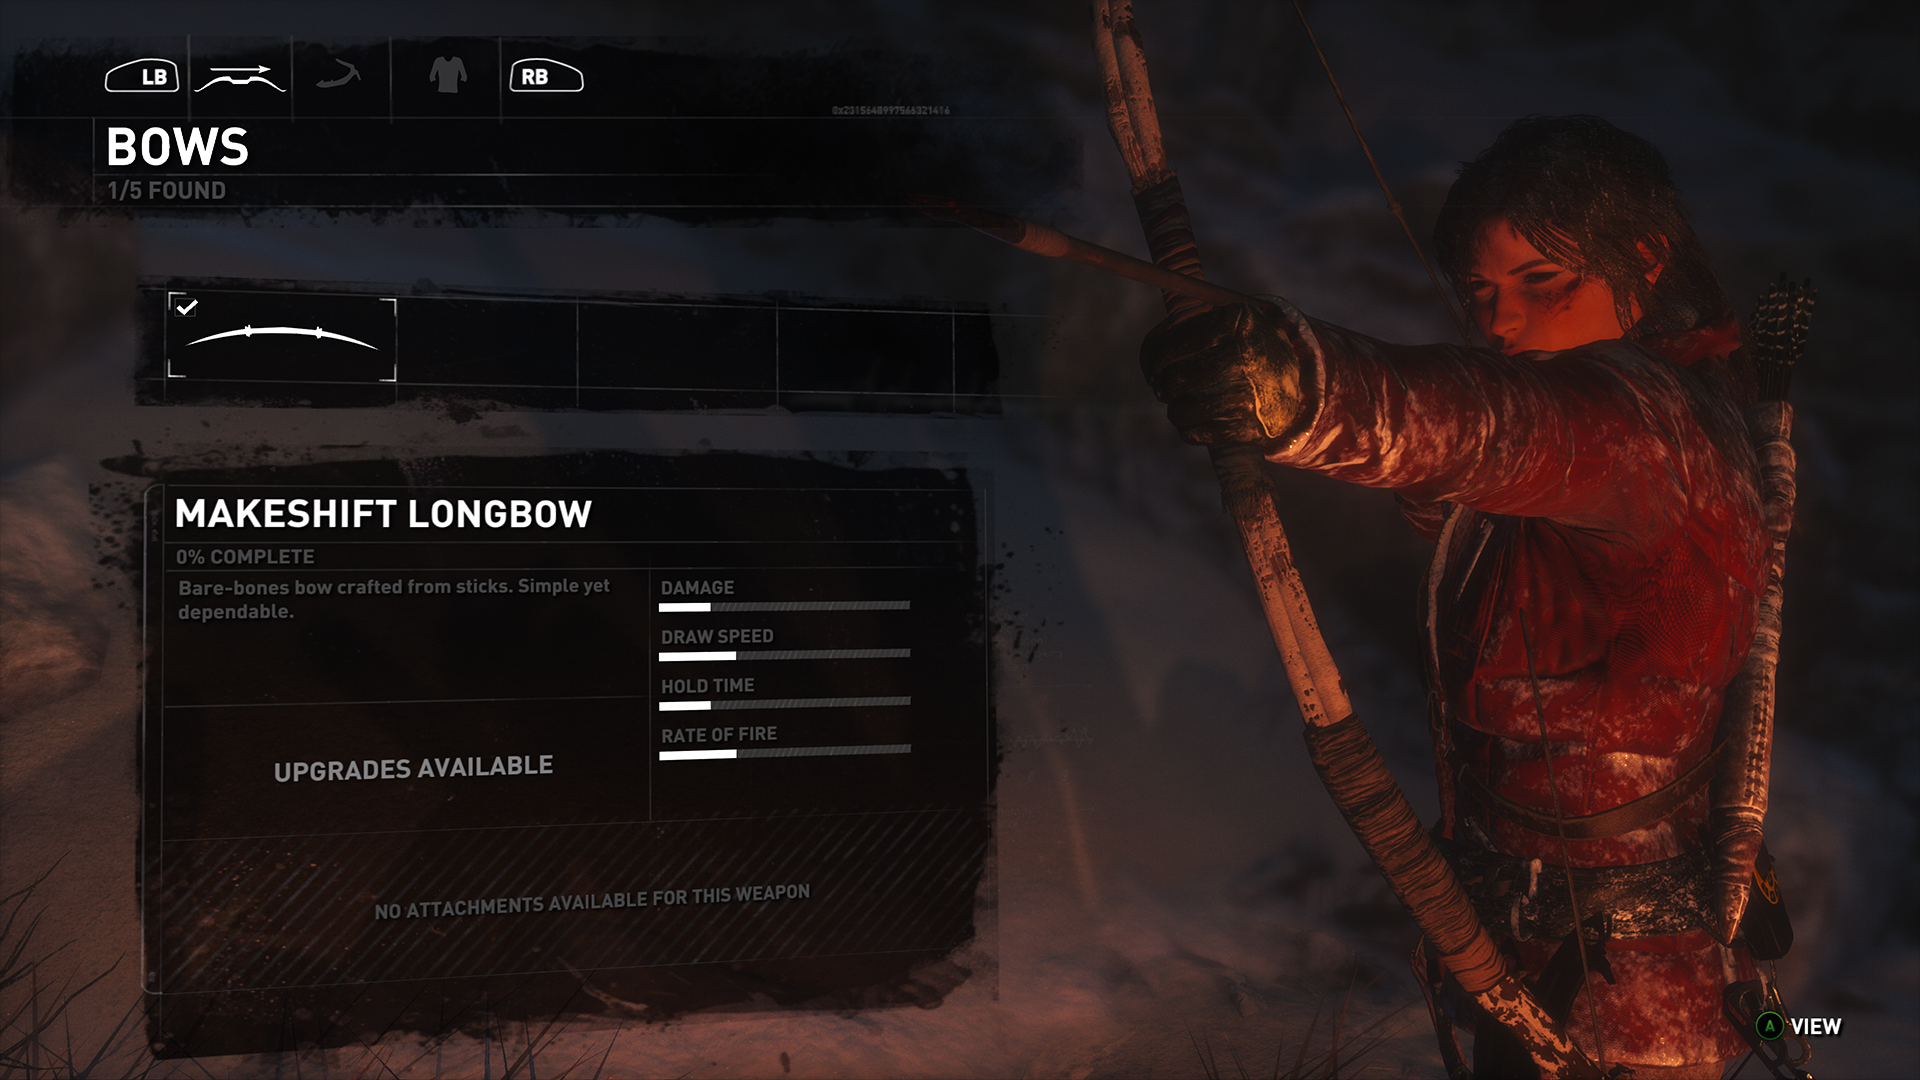 LB
RB
0x2315648997566321416
BOWS
1/5 FOUND
MAKESHIFT LONGBOW
0% COMPLETE
Bare-bones bow crafted from sticks. Simple yet
dependable.
DAMAGE
DRAW SPEED
HOLD TIME
RATE OF FIRE
UPGRADES AVAILABLE
NO ATTACHMENTS AVAILABLE FOR THIS WEAPON
A VIEW